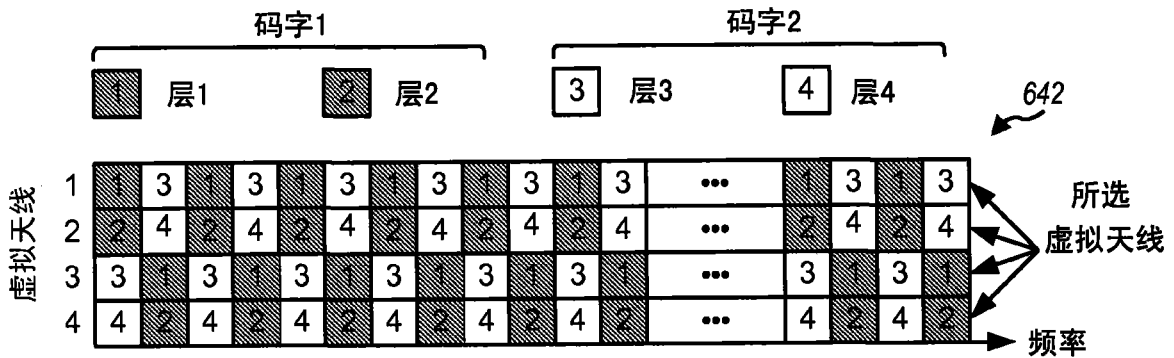 码字1 码字2
1 层1 2 层2 3 层3 4 层4
642
1 1 3 1 3 1 3 1 3 1 3 1 3 ••• 1 3 1 3
2 2 4 2 4 2 4 2 4 2 4 2 4 ••• 2 4 2 4
3 3 1 3 1 3 1 3 1 3 1 3 1 ••• 3 1 3 1
4 4 2 4 2 4 2 4 2 4 2 4 2 ••• 4 2 4 2
虚拟天线
所选
虚拟天线
频率